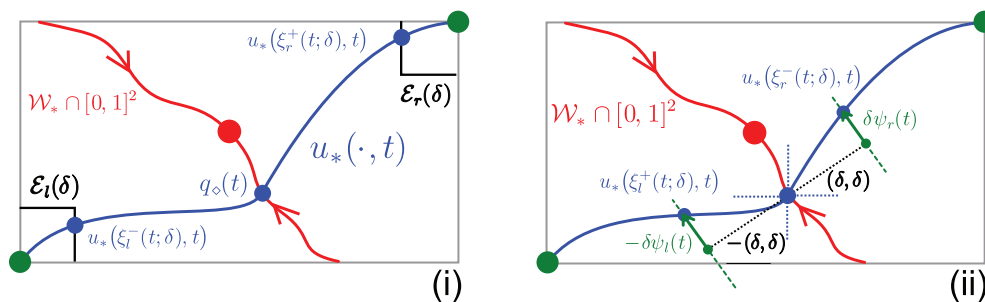 u_*(ξ_r^+(t;δ), t)
𝓔_r(δ)
𝒲_* ∩ [0, 1]^2
u_*(·, t)
𝓔_l(δ)
q_⋄(t)
u_*(ξ_l^-(t;δ), t)
(i)
u_*(ξ_r^-(t;δ), t)
𝒲_* ∩ [0, 1]^2
δψ_r(t)
u_*(ξ_l^+(t;δ), t)
(δ,δ)
-δψ_l(t)
-(δ,δ)
(ii)